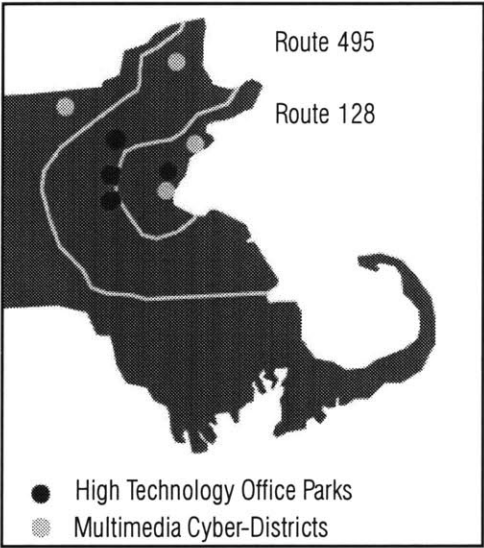 Route 495
Route 128
High Technology Office Parks
Multimedia Cyber-Districts